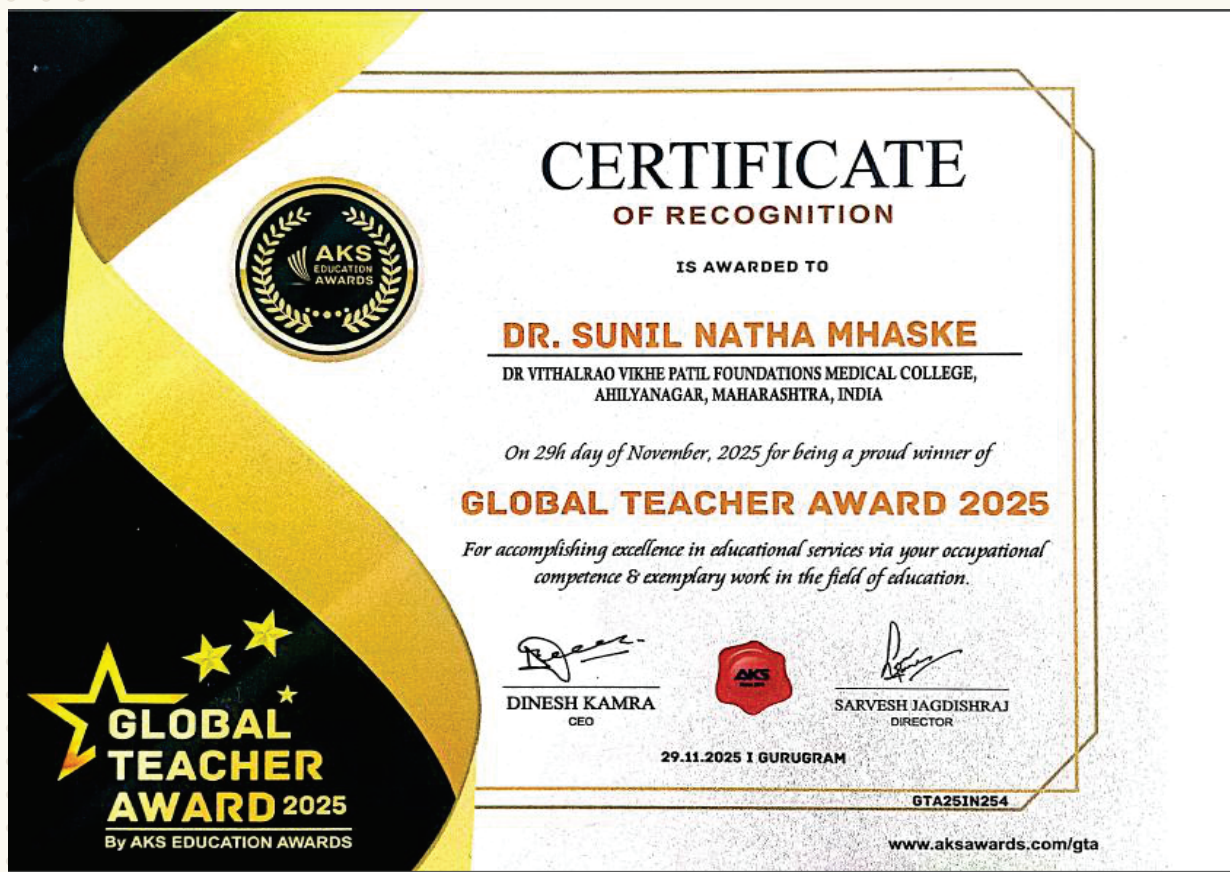 CERTIFICATE
OF RECOGNITION
IS AWARDED TO
AKS
EDUCATION
AWARDS
DR. SUNIL NATHA MHASKE
DR VITHALRAO VIKHE PATIL FOUNDATIONS MEDICAL COLLEGE,
AHILYANAGAR, MAHARASHTRA, INDIA
On 29h day of November, 2025 for being a proud winner of
GLOBAL TEACHER AWARD 2025
For accomplishing excellence in educational services via your occupational
competence & exemplary work in the field of education.
DINESH KAMRA
CEO
AKS
SARVESH JAGDISHRAJ
DIRECTOR
29.11.2025 I GURUGRAM
GTA25IN254
www.aksawards.com/gta
GLOBAL
TEACHER
AWARD 2025
By AKS EDUCATION AWARDS